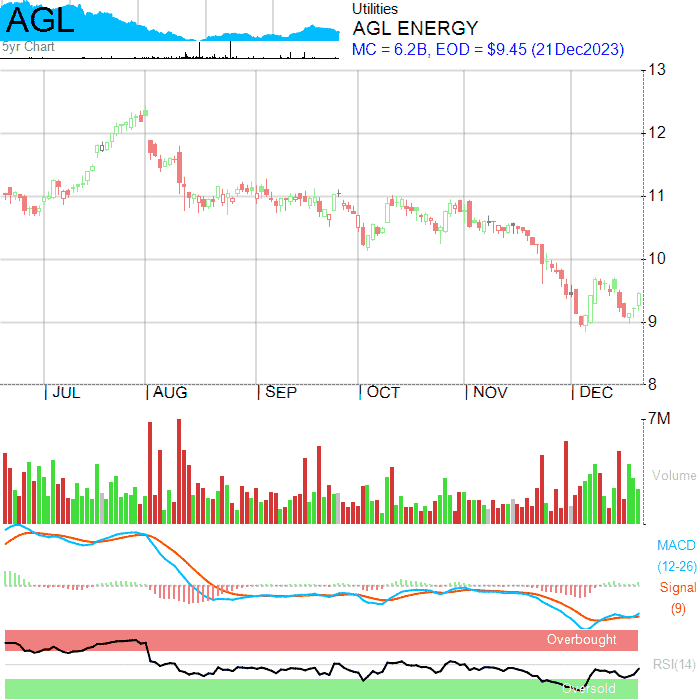 AGL
5yr Chart
Utilities
AGL ENERGY
MC = 6.2B, EOD = $9.45 (21Dec2023)
13
12
11
10
9
8
JUL AUG SEP OCT NOV DEC
7M
Volume
MACD
(12-26)
Signal
(9)
Overbought
RSI(14)
Oversold